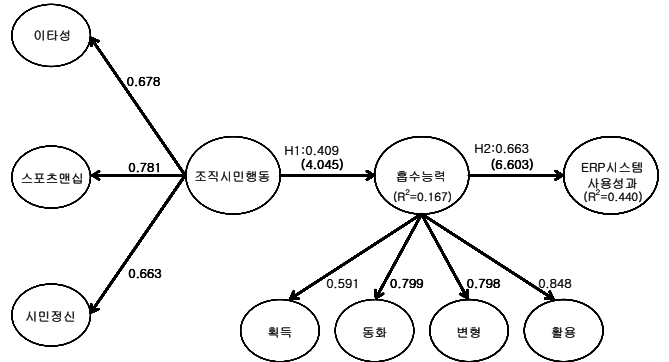 이타성
0.678
H1:0.409
(4.045)
H2:0.663
(6.603)
스포츠맨십
0.781
조직시민행동
흡수능력
(R²=0.167)
ERP시스템
사용성과
(R²=0.440)
0.663
시민정신
0.591
0.799
0.798
0.848
획득
동화
변형
활용